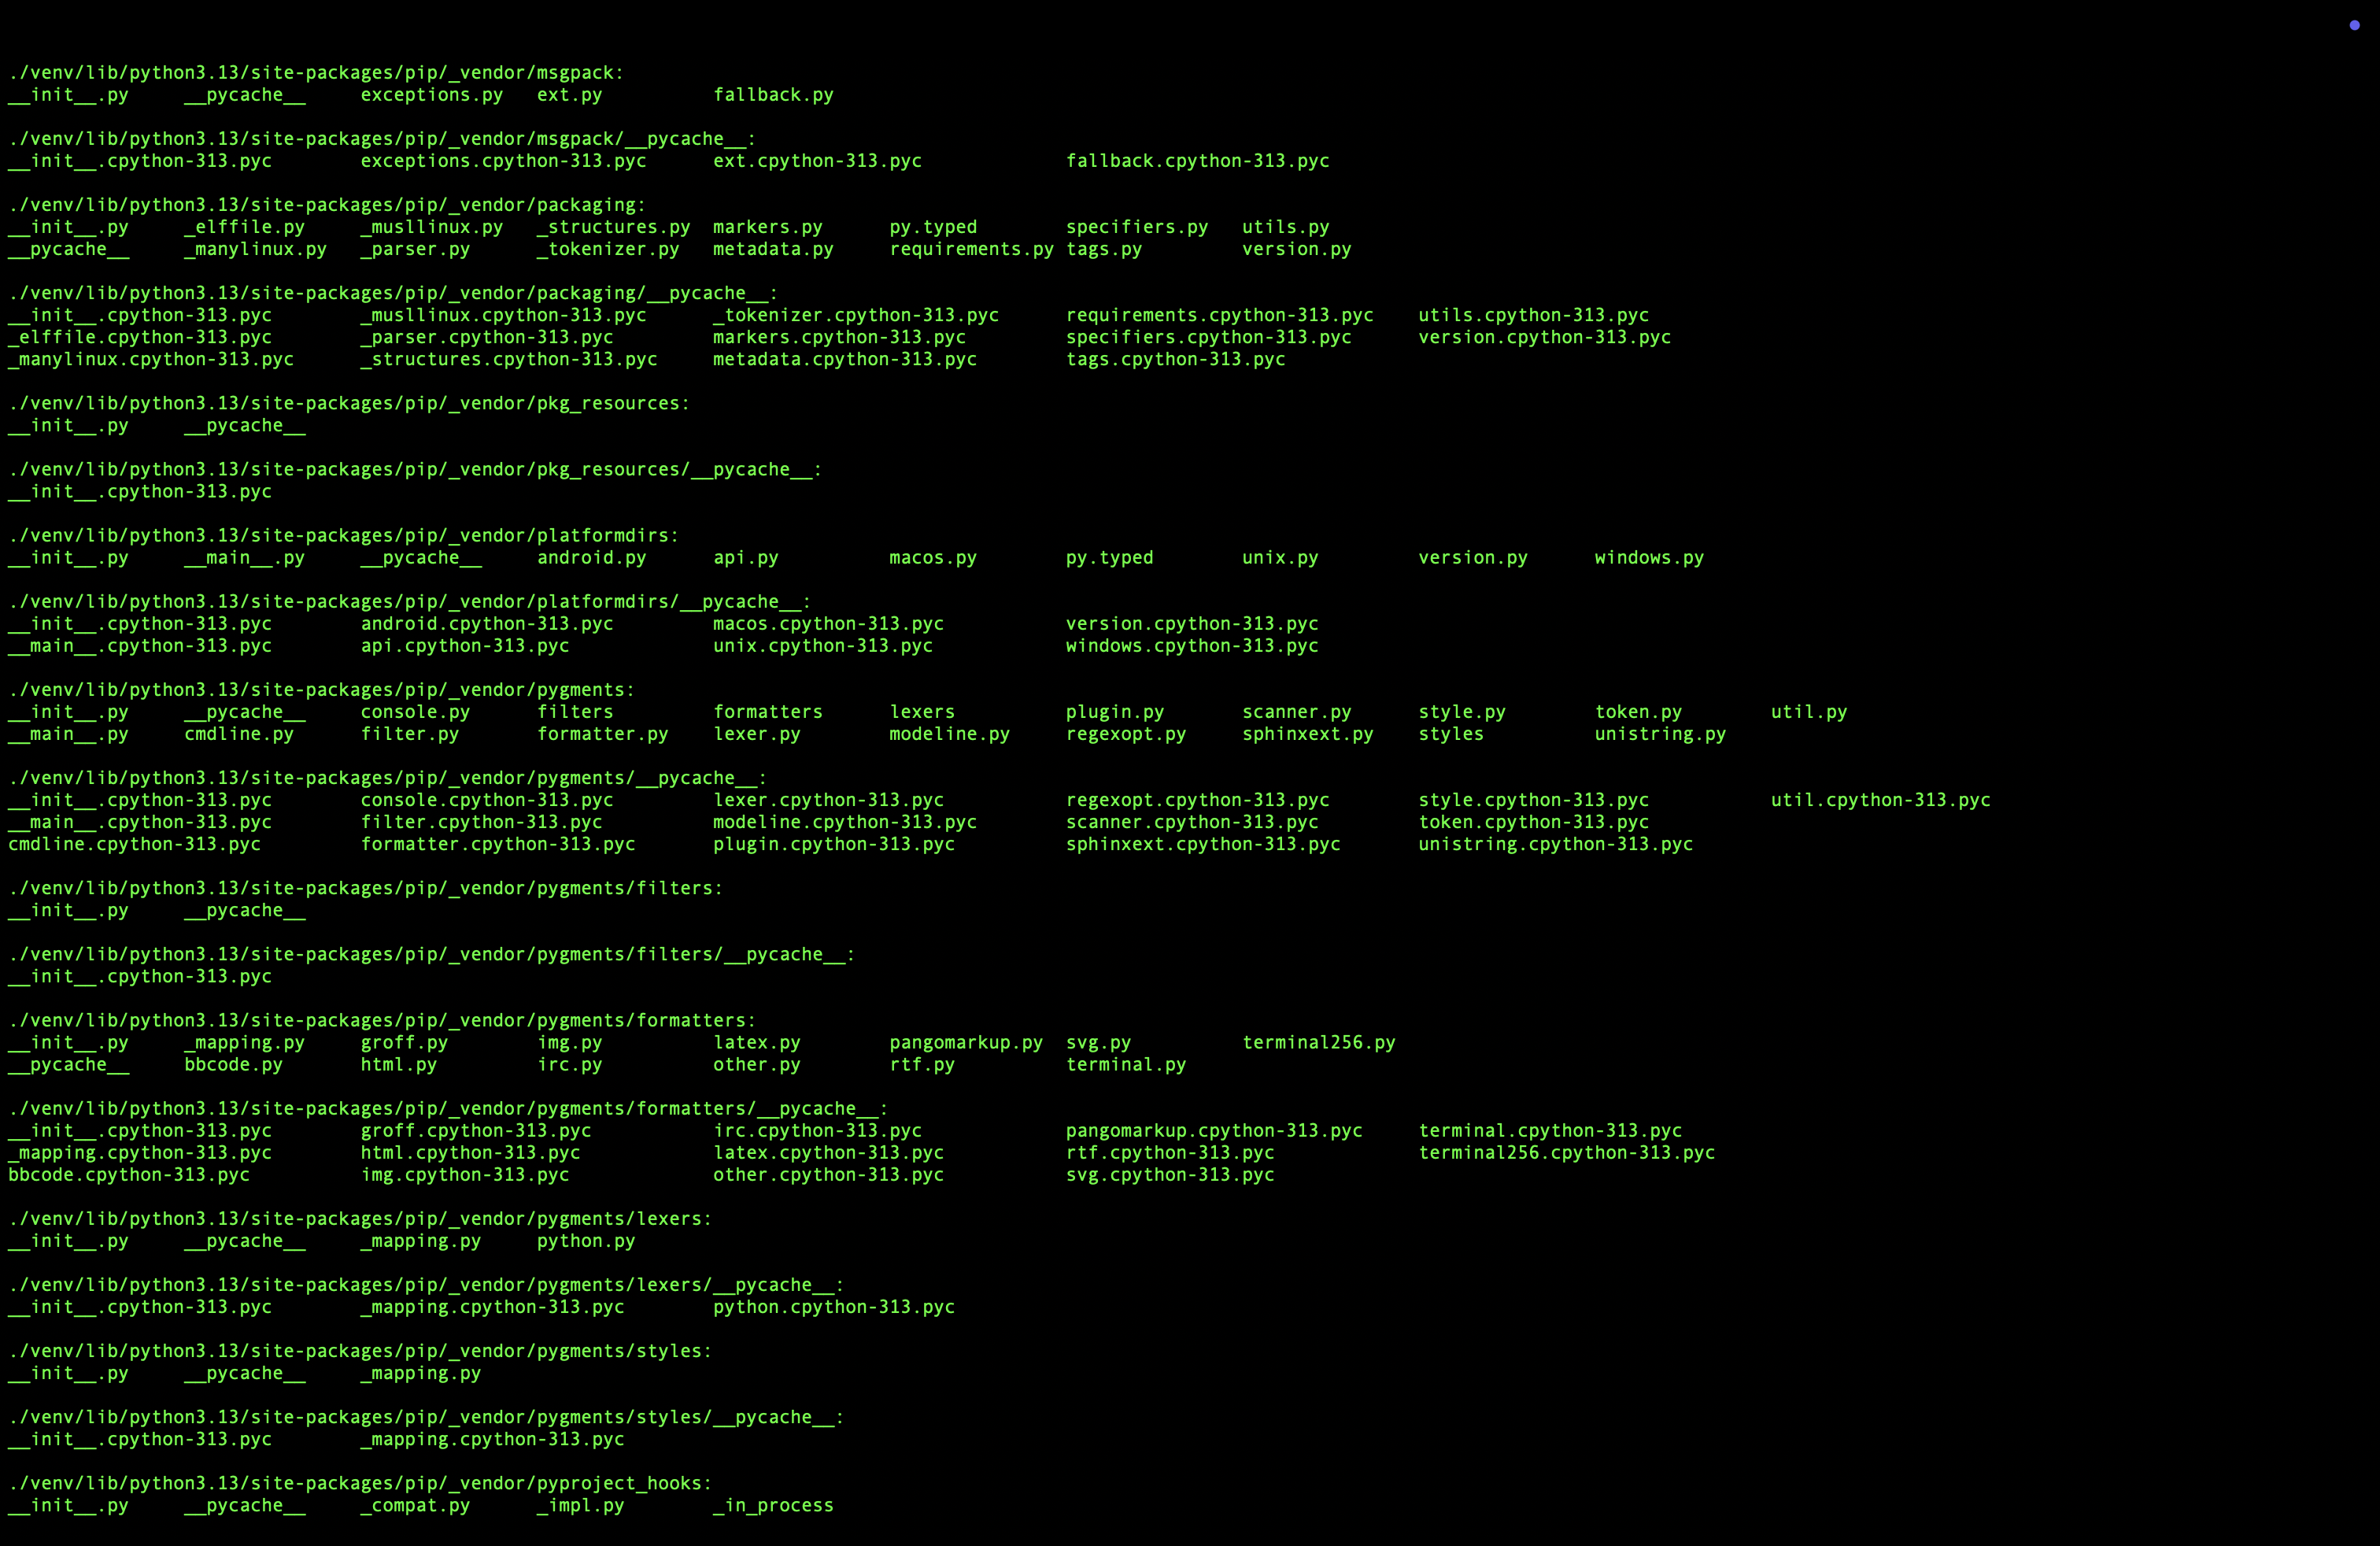 ./venv/lib/python3.13/site-packages/pip/_vendor/msgpack:
__init__.py     __pycache__     exceptions.py   ext.py          fallback.py
./venv/lib/python3.13/site-packages/pip/_vendor/msgpack/__pycache__:
__init__.cpython-313.pyc        exceptions.cpython-313.pyc      ext.cpython-313.pyc             fallback.cpython-313.pyc
./venv/lib/python3.13/site-packages/pip/_vendor/packaging:
__init__.py     _elffile.py     _musllinux.py   _structures.py  markers.py      py.typed        specifiers.py   utils.py
__pycache__     _manylinux.py   _parser.py      _tokenizer.py   metadata.py     requirements.py tags.py         version.py
./venv/lib/python3.13/site-packages/pip/_vendor/packaging/__pycache__:
__init__.cpython-313.pyc        _musllinux.cpython-313.pyc      _tokenizer.cpython-313.pyc      requirements.cpython-313.pyc    utils.cpython-313.pyc
_elffile.cpython-313.pyc        _parser.cpython-313.pyc         markers.cpython-313.pyc         specifiers.cpython-313.pyc      version.cpython-313.pyc
_manylinux.cpython-313.pyc      _structures.cpython-313.pyc     metadata.cpython-313.pyc        tags.cpython-313.pyc
./venv/lib/python3.13/site-packages/pip/_vendor/pkg_resources:
__init__.py     __pycache__
./venv/lib/python3.13/site-packages/pip/_vendor/pkg_resources/__pycache__:
__init__.cpython-313.pyc
./venv/lib/python3.13/site-packages/pip/_vendor/platformdirs:
__init__.py     __main__.py     __pycache__     android.py      api.py          macos.py        py.typed        unix.py         version.py      windows.py
./venv/lib/python3.13/site-packages/pip/_vendor/platformdirs/__pycache__:
__init__.cpython-313.pyc        android.cpython-313.pyc         macos.cpython-313.pyc           version.cpython-313.pyc
__main__.cpython-313.pyc        api.cpython-313.pyc             unix.cpython-313.pyc            windows.cpython-313.pyc
./venv/lib/python3.13/site-packages/pip/_vendor/pygments:
__init__.py     __pycache__     console.py      filters         formatters      lexers          plugin.py       scanner.py      style.py        token.py        util.py
__main__.py     cmdline.py      filter.py       formatter.py    lexer.py        modeline.py     regexopt.py     sphinxext.py    styles          unistring.py
./venv/lib/python3.13/site-packages/pip/_vendor/pygments/__pycache__:
__init__.cpython-313.pyc        console.cpython-313.pyc         lexer.cpython-313.pyc           regexopt.cpython-313.pyc        style.cpython-313.pyc           util.cpython-313.pyc
__main__.cpython-313.pyc        filter.cpython-313.pyc          modeline.cpython-313.pyc        scanner.cpython-313.pyc         token.cpython-313.pyc
cmdline.cpython-313.pyc         formatter.cpython-313.pyc       plugin.cpython-313.pyc          sphinxext.cpython-313.pyc       unistring.cpython-313.pyc
./venv/lib/python3.13/site-packages/pip/_vendor/pygments/filters:
__init__.py     __pycache__
./venv/lib/python3.13/site-packages/pip/_vendor/pygments/filters/__pycache__:
__init__.cpython-313.pyc
./venv/lib/python3.13/site-packages/pip/_vendor/pygments/formatters:
__init__.py     _mapping.py     groff.py        img.py          latex.py        pangomarkup.py  svg.py          terminal256.py
__pycache__     bbcode.py       html.py         irc.py          other.py        rtf.py          terminal.py
./venv/lib/python3.13/site-packages/pip/_vendor/pygments/formatters/__pycache__:
__init__.cpython-313.pyc        groff.cpython-313.pyc           irc.cpython-313.pyc             pangomarkup.cpython-313.pyc     terminal.cpython-313.pyc
_mapping.cpython-313.pyc        html.cpython-313.pyc            latex.cpython-313.pyc           rtf.cpython-313.pyc             terminal256.cpython-313.pyc
bbcode.cpython-313.pyc          img.cpython-313.pyc             other.cpython-313.pyc           svg.cpython-313.pyc
./venv/lib/python3.13/site-packages/pip/_vendor/pygments/lexers:
__init__.py     __pycache__     _mapping.py     python.py
./venv/lib/python3.13/site-packages/pip/_vendor/pygments/lexers/__pycache__:
__init__.cpython-313.pyc        _mapping.cpython-313.pyc        python.cpython-313.pyc
./venv/lib/python3.13/site-packages/pip/_vendor/pygments/styles:
__init__.py     __pycache__     _mapping.py
./venv/lib/python3.13/site-packages/pip/_vendor/pygments/styles/__pycache__:
__init__.cpython-313.pyc        _mapping.cpython-313.pyc
./venv/lib/python3.13/site-packages/pip/_vendor/pyproject_hooks:
__init__.py     __pycache__     _compat.py      _impl.py        _in_process